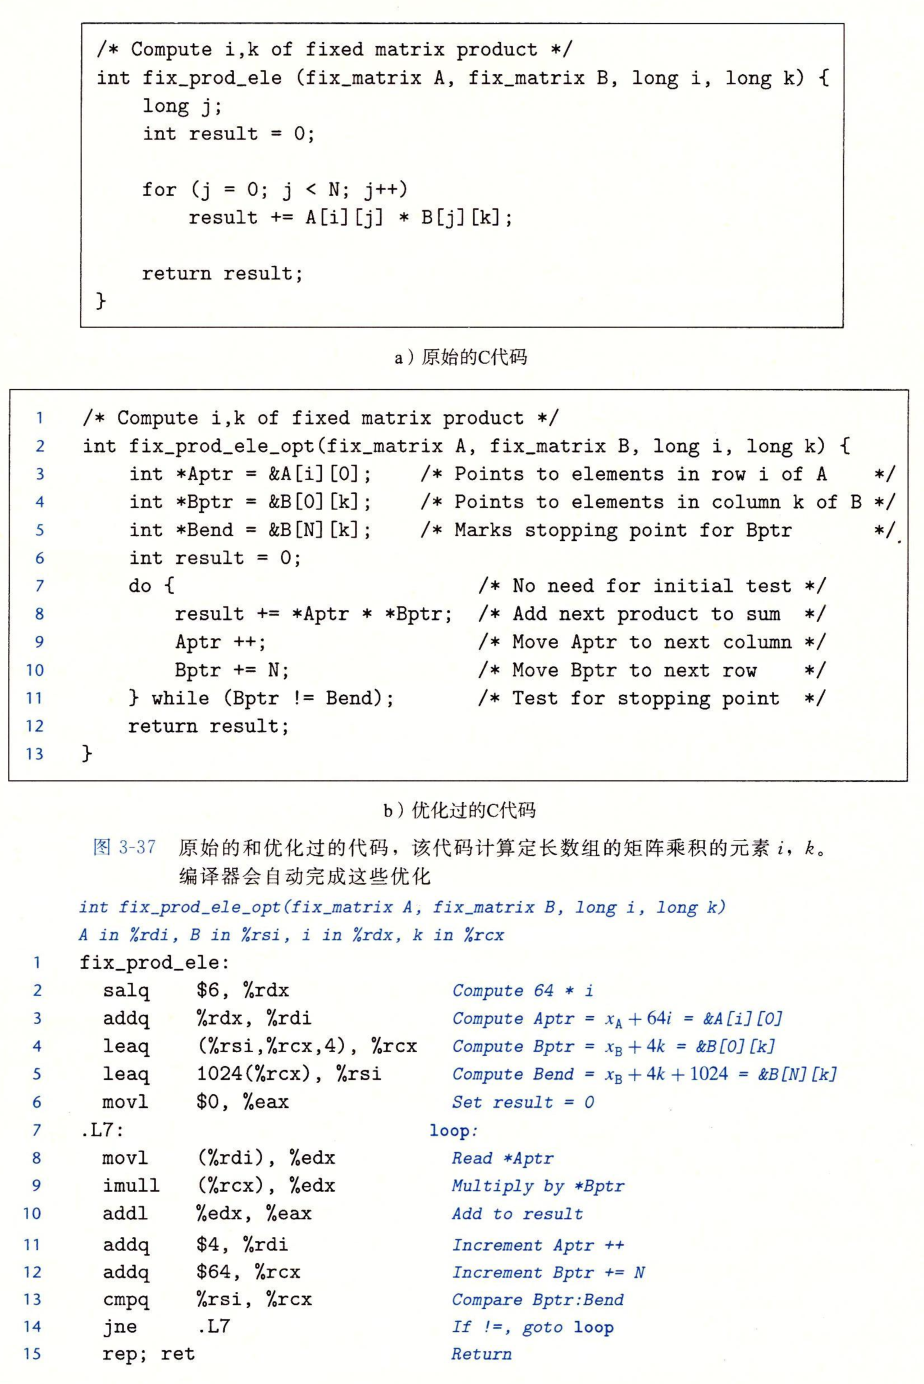 /* Compute i,k of fixed matrix product */
int fix_prod_ele (fix_matrix A, fix_matrix B, long i, long k) {
    long j;
    int result = 0;

    for (j = 0; j < N; j++)
        result += A[i][j] * B[j][k];

    return result;
}
a）原始的C代码
1 /* Compute i,k of fixed matrix product */
2 int fix_prod_ele_opt(fix_matrix A, fix_matrix B, long i, long k) {
3     int *Aptr = &A[i][0];    /* Points to elements in row i of A    */
4     int *Bptr = &B[0][k];    /* Points to elements in column k of B */
5     int *Bend = &B[N][k];    /* Marks stopping point for Bptr       */
6     int result = 0;
7     do {                          /* No need for initial test */
8         result += *Aptr * *Bptr;  /* Add next product to sum  */
9         Aptr ++;                  /* Move Aptr to next column */
10         Bptr += N;                /* Move Bptr to next row    */
11     } while (Bptr != Bend);       /* Test for stopping point  */
12     return result;
13 }
b）优化过的C代码
图 3-37 原始的和优化过的代码，该代码计算定长数组的矩阵乘积的元素 i，k。
编译器会自动完成这些优化
int fix_prod_ele_opt(fix_matrix A, fix_matrix B, long i, long k)
A in %rdi, B in %rsi, i in %rdx, k in %rcx
1 fix_prod_ele:
2   salq    $6, %rdx    Compute 64 * i
3   addq    %rdx, %rdi    Compute Aptr = x_A + 64i = &A[i][0]
4   leaq    (%rsi,%rcx,4), %rcx    Compute Bptr = x_B + 4k = &B[0][k]
5   leaq    1024(%rcx), %rsi    Compute Bend = x_B + 4k + 1024 = &B[N][k]
6   movl    $0, %eax    Set result = 0
7 .L7:    loop:
8   movl    (%rdi), %edx    Read *Aptr
9   imull   (%rcx), %edx    Multiply by *Bptr
10   addl    %edx, %eax    Add to result
11   addq    $4, %rdi    Increment Aptr ++
12   addq    $64, %rcx    Increment Bptr += N
13   cmpq    %rsi, %rcx    Compare Bptr:Bend
14   jne     .L7    If !=, goto loop
15   rep; ret    Return